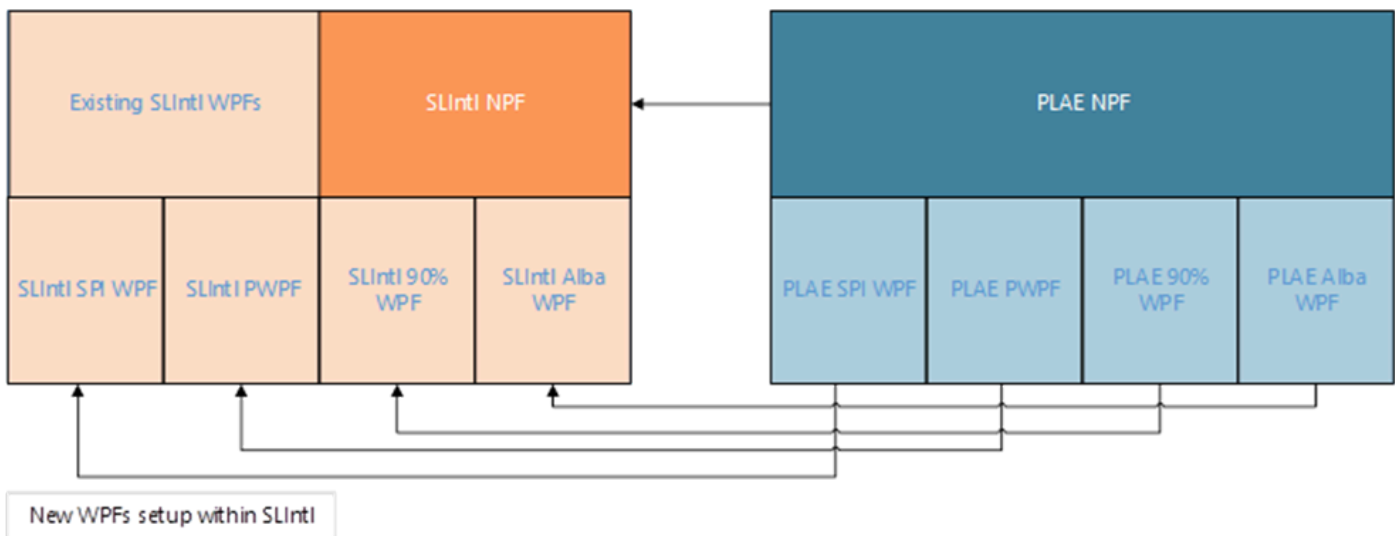 Existing SLIntl WPFs
SLIntl NPF
PLAE NPF
SLIntl SPI WPF
SLIntl PWPF
SLIntl 90%
WPF
SLIntl Alba
WPF
PLAE SPI WPF
PLAE PWPF
PLAE 90%
WPF
PLAE Alba
WPF
New WPFs setup within SLIntl